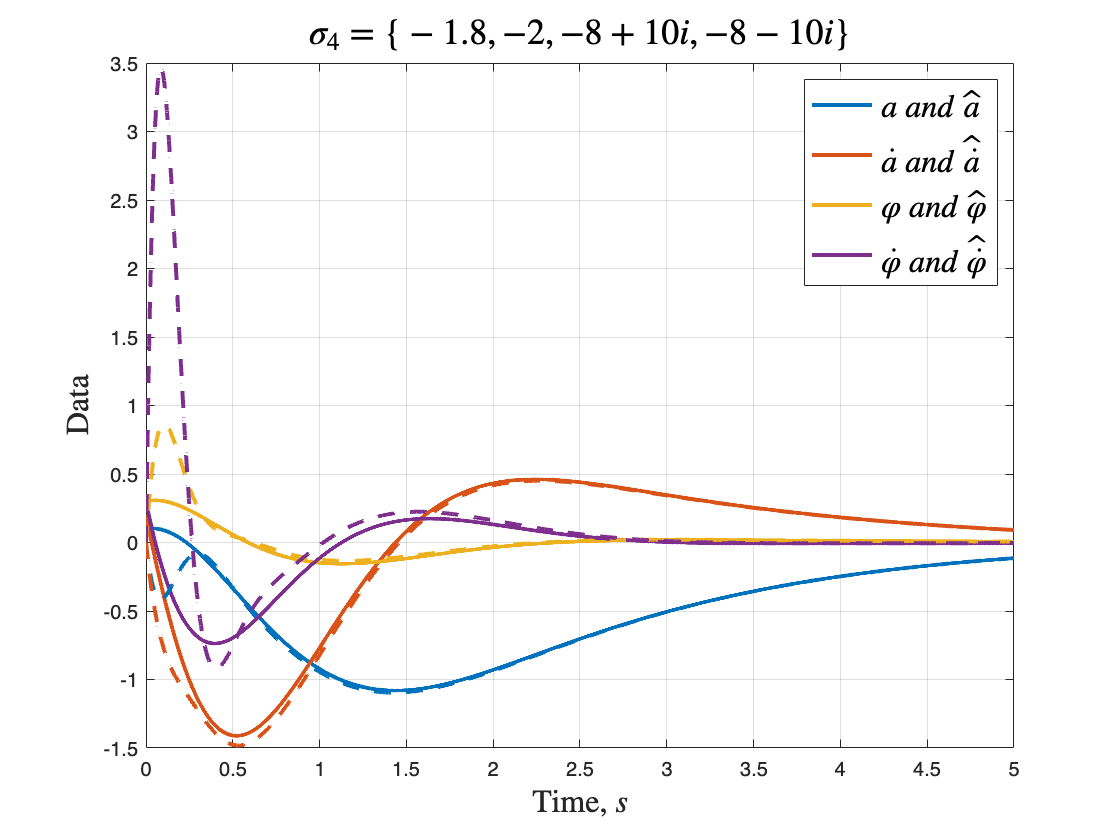 σ₄ = { − 1.8, −2, −8 + 10i, −8 − 10i}
3.5
3
2.5
2
1.5
1
0.5
0
-0.5
-1
-1.5
Data
a and â
ȧ and ȧ̂
φ and φ̂
φ̇ and φ̇̂
0 0.5 1 1.5 2 2.5 3 3.5 4 4.5 5
Time, s